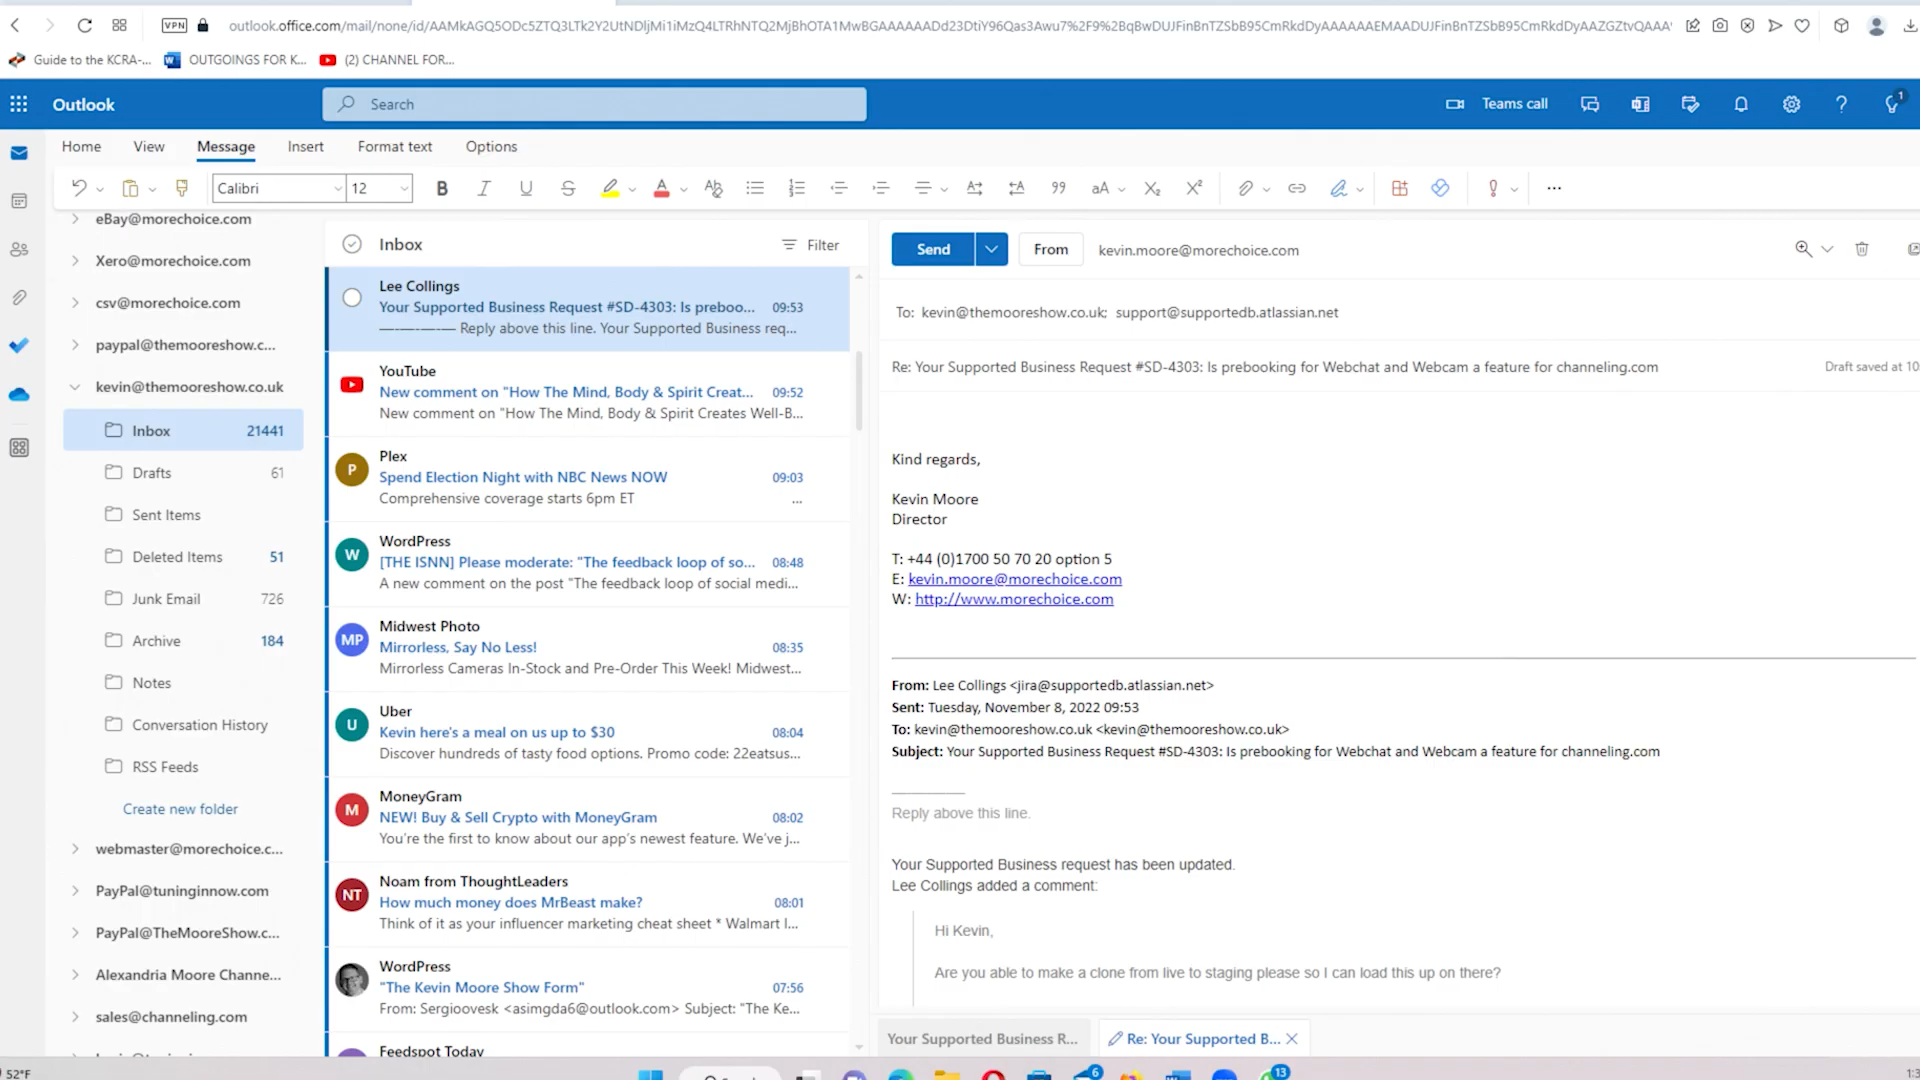 VPN
outlook.office.com/mail/none/id/
Guide to the KCRA-...
OUTGOINGS FOR K...
(2) CHANNEL FOR...
Outlook
Search
Teams call
1
Home
View
Message
Insert
Format text
Options
Calibri
12
eBay@morechoice.com
Xero@morechoice.com
csv@morechoice.com
paypal@themooreshow.c...
kevin@themooreshow.co.uk
Inbox 21441
Drafts 61
Sent Items
Deleted Items 51
Junk Email 726
Archive 184
Notes
Conversation History
RSS Feeds
Create new folder
webmaster@morechoice.c...
PayPal@tuninginnow.com
PayPal@TheMooreShow.c...
Alexandria Moore Channe...
sales@channeling.com
Inbox
Filter
Lee Collings
Your Supported Business Request #SD-4303: Is preboo... 09:53
—-—-—-— Reply above this line. Your Supported Business req...
YouTube
New comment on "How The Mind, Body & Spirit Creat... 09:52
New comment on "How The Mind, Body & Spirit Creates Well-B...
P
Plex
Spend Election Night with NBC News NOW 09:03
Comprehensive coverage starts 6pm ET ...
W
WordPress
[THE ISNN] Please moderate: "The feedback loop of so... 08:48
A new comment on the post "The feedback loop of social medi...
MP
Midwest Photo
Mirrorless, Say No Less! 08:35
Mirrorless Cameras In-Stock and Pre-Order This Week! Midwest...
U
Uber
Kevin here's a meal on us up to $30 08:04
Discover hundreds of tasty food options. Promo code: 22eatsus...
M
MoneyGram
NEW! Buy & Sell Crypto with MoneyGram 08:02
You're the first to know about our app's newest feature. We've j...
NT
Noam from ThoughtLeaders
How much money does MrBeast make? 08:01
Think of it as your influencer marketing cheat sheet * Walmart I...
WordPress
"The Kevin Moore Show Form" 07:56
From: Sergioovesk <asimgda6@outlook.com> Subject: "The Ke...
Feedspot Today
Send
From
kevin.moore@morechoice.com
To: kevin@themooreshow.co.uk; support@supportedb.atlassian.net
Re: Your Supported Business Request #SD-4303: Is prebooking for Webchat and Webcam a feature for channeling.com
Draft saved at 10
Kind regards,
Kevin Moore
Director
T: +44 (0)1700 50 70 20 option 5
E: kevin.moore@morechoice.com
W: http://www.morechoice.com
From: Lee Collings <jira@supportedb.atlassian.net>
Sent: Tuesday, November 8, 2022 09:53
To: kevin@themooreshow.co.uk <kevin@themooreshow.co.uk>
Subject: Your Supported Business Request #SD-4303: Is prebooking for Webchat and Webcam a feature for channeling.com
—-—-—-—
Reply above this line.
Your Supported Business request has been updated.
Lee Collings added a comment:
Hi Kevin,
Are you able to make a clone from live to staging please so I can load this up on there?
Your Supported Business R...
Re: Your Supported B...
52°F
6
13
1:3